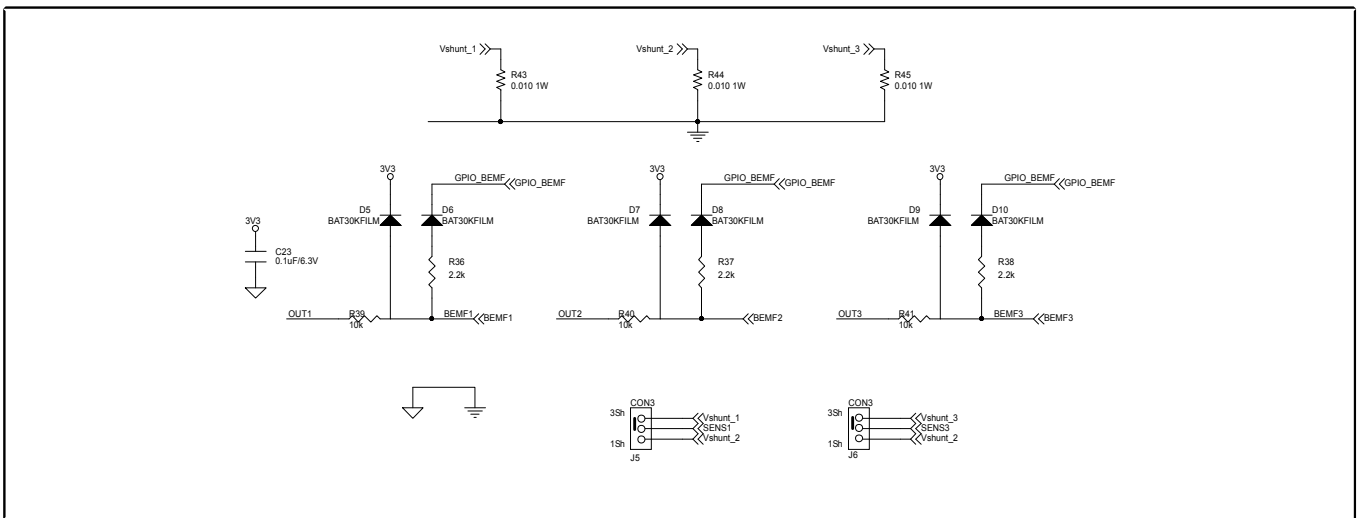 Vshunt_1
R43
0.010 1W
Vshunt_2
R44
0.010 1W
Vshunt_3
R45
0.010 1W
3V3
GPIO_BEMF
GPIO_BEMF
D5
BAT30KFILM
D6
BAT30KFILM
3V3
GPIO_BEMF
GPIO_BEMF
D7
BAT30KFILM
D8
BAT30KFILM
3V3
GPIO_BEMF
GPIO_BEMF
D9
BAT30KFILM
D10
BAT30KFILM
3V3
C23
0.1uF/6.3V
R36
2.2k
R37
2.2k
R38
2.2k
OUT1
R39
10k
BEMF1
BEMF1
OUT2
R40
10k
BEMF2
OUT3
R41
10k
BEMF3
BEMF3
CON3
3Sh
1Sh
Vshunt_1
SENS1
Vshunt_2
J5
CON3
3Sh
1Sh
Vshunt_3
SENS3
Vshunt_2
J6